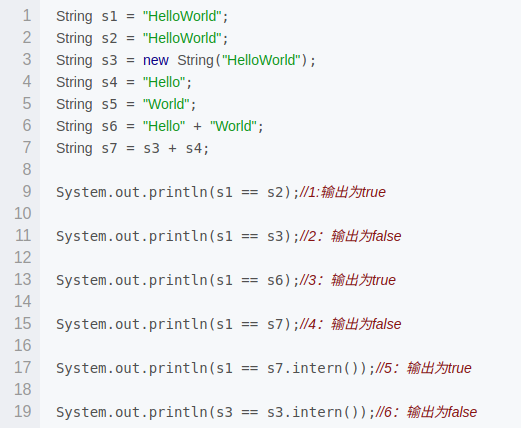 1 String s1 = "HelloWorld";
2 String s2 = "HelloWorld";
3 String s3 = new String("HelloWorld");
4 String s4 = "Hello";
5 String s5 = "World";
6 String s6 = "Hello" + "World";
7 String s7 = s3 + s4;
8
9 System.out.println(s1 == s2);//1:输出为true
10
11 System.out.println(s1 == s3);//2：输出为false
12
13 System.out.println(s1 == s6);//3：输出为true
14
15 System.out.println(s1 == s7);//4：输出为false
16
17 System.out.println(s1 == s7.intern());//5：输出为true
18
19 System.out.println(s3 == s3.intern());//6：输出为false